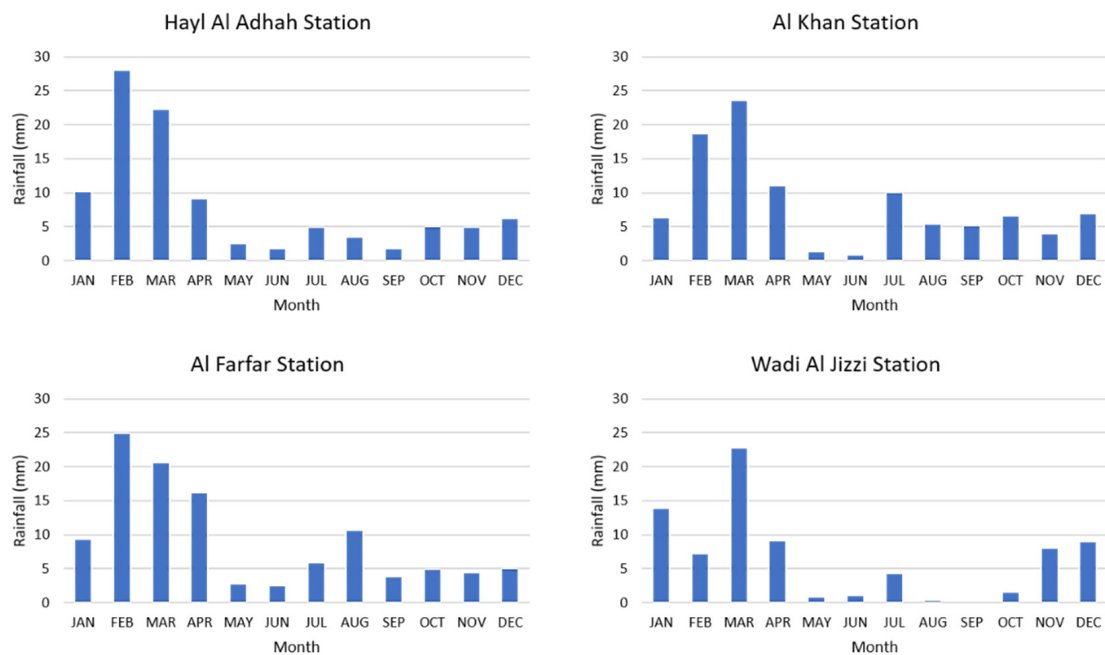 Hayl Al Adhah Station
Rainfall (mm)
30
25
20
15
10
5
0
JAN FEB MAR APR MAY JUN JUL AUG SEP OCT NOV DEC
Month
Al Khan Station
Rainfall (mm)
30
25
20
15
10
5
0
JAN FEB MAR APR MAY JUN JUL AUG SEP OCT NOV DEC
Month
Al Farfar Station
Rainfall (mm)
30
25
20
15
10
5
0
JAN FEB MAR APR MAY JUN JUL AUG SEP OCT NOV DEC
Month
Wadi Al Jizzi Station
Rainfall (mm)
30
25
20
15
10
5
0
JAN FEB MAR APR MAY JUN JUL AUG SEP OCT NOV DEC
Month